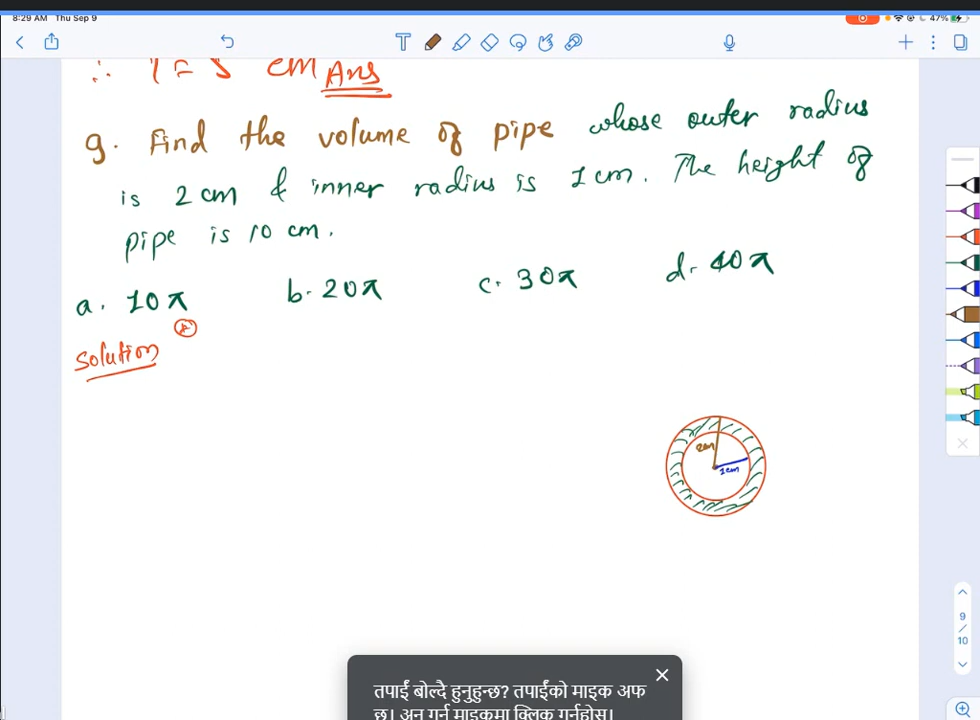 8:29 AM Thu Sep 9
47%
∴ r = 5 cm Ans
9. Find the volume of pipe whose outer radius
is 2 cm & inner radius is 1 cm. The height of
pipe is 10 cm.
a. 10π b. 20π c. 30π d. 40π
Solution
2cm
1cm
9
/
10
तपाईं बोल्दै हुनुहुन्छ? तपाईंको माइक अफ
छ। अन गर्न माइकमा क्लिक गर्नुहोस्।